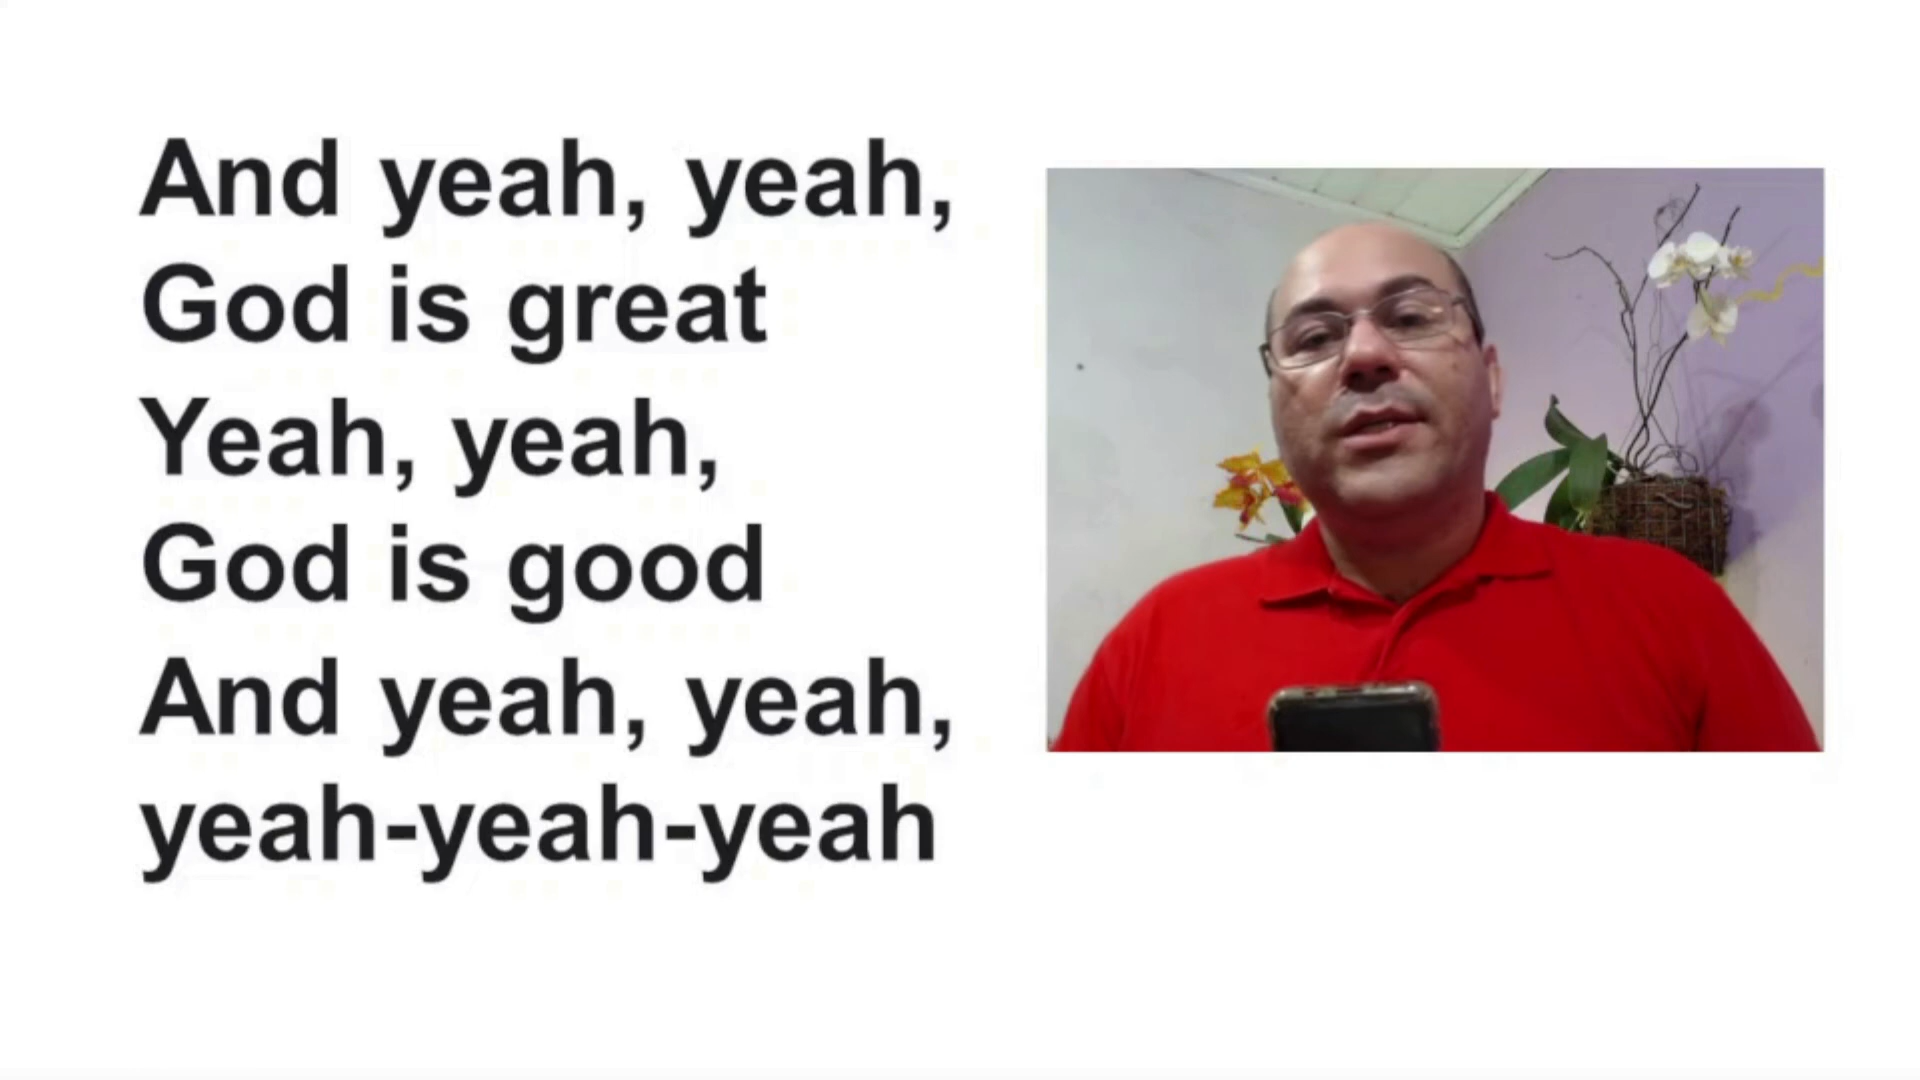 And yeah, yeah,
God is great
Yeah, yeah,
God is good
And yeah, yeah,
yeah-yeah-yeah